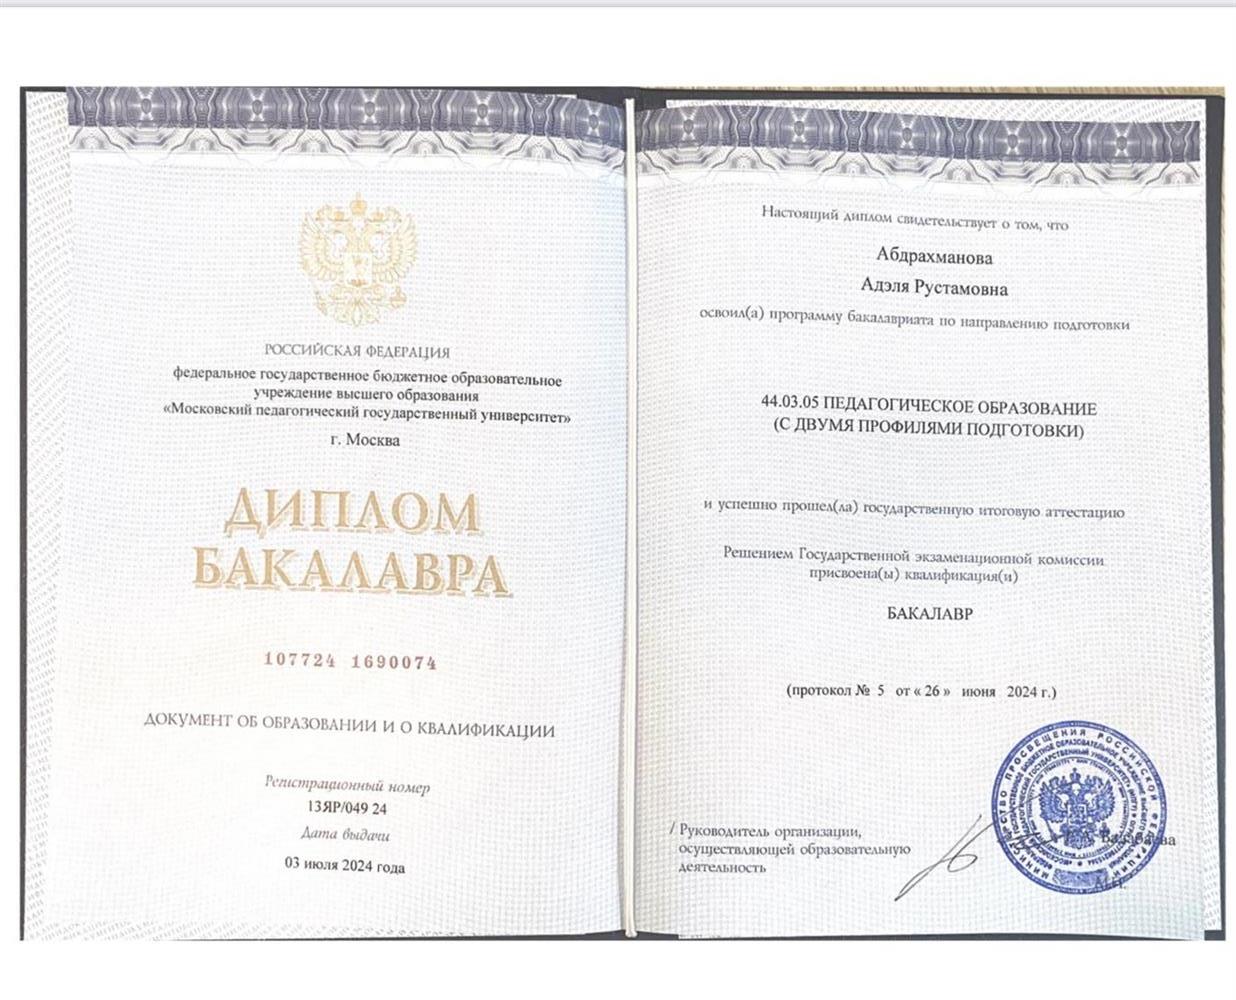 РОССИЙСКАЯ ФЕДЕРАЦИЯ
федеральное государственное бюджетное образовательное
учреждение высшего образования
«Московский педагогический государственный университет»
г. Москва
ДИПЛОМ
БАКАЛАВРА
107724 1690074
ДОКУМЕНТ ОБ ОБРАЗОВАНИИ И О КВАЛИФИКАЦИИ
Регистрационный номер
13ЯР/049 24
Дата выдачи
03 июля 2024 года
Настоящий диплом свидетельствует о том, что
Абдрахманова
Адэля Рустамовна
освоил(а) программу бакалавриата по направлению подготовки
44.03.05 ПЕДАГОГИЧЕСКОЕ ОБРАЗОВАНИЕ
(С ДВУМЯ ПРОФИЛЯМИ ПОДГОТОВКИ)
и успешно прошел(ла) государственную итоговую аттестацию
Решением Государственной экзаменационной комиссии
присвоена(ы) квалификация(и)
БАКАЛАВР
(протокол № 5 от « 26 » июня 2024 г.)
/ Руководитель организации,
осуществляющей образовательную
деятельность
МИНИСТЕРСТВО ПРОСВЕЩЕНИЯ РОССИЙСКОЙ ФЕДЕРАЦИИ